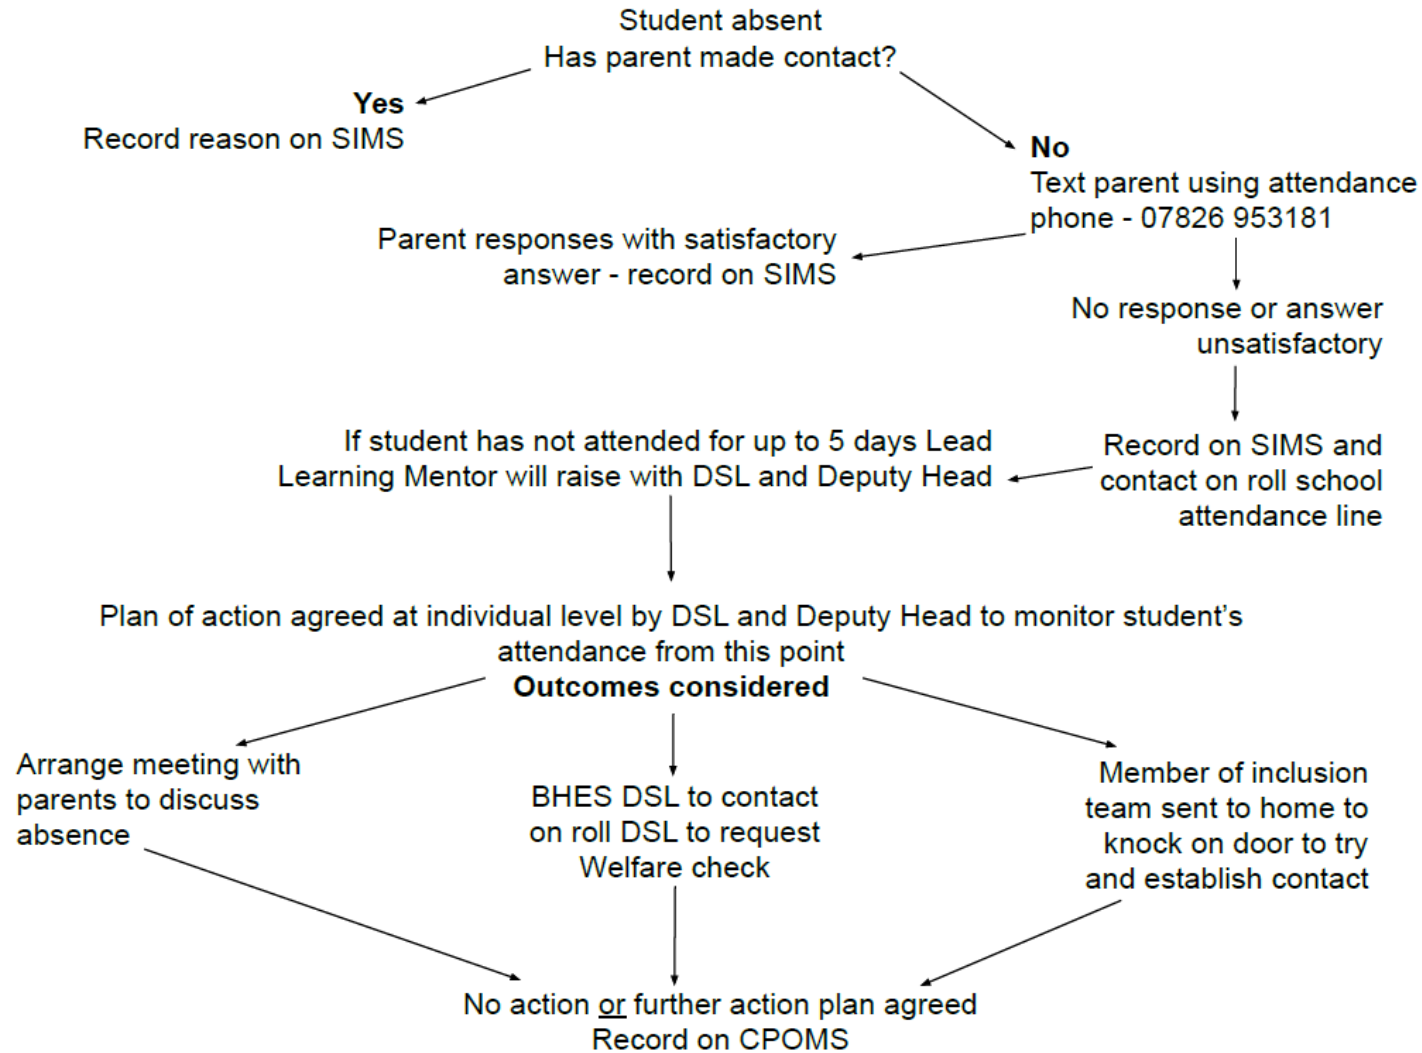 Student absent
Has parent made contact?
Yes
Record reason on SIMS
No
Text parent using attendance
phone - 07826 953181
Parent responses with satisfactory
answer - record on SIMS
No response or answer
unsatisfactory
Record on SIMS and
contact on roll school
attendance line
If student has not attended for up to 5 days Lead
Learning Mentor will raise with DSL and Deputy Head
Plan of action agreed at individual level by DSL and Deputy Head to monitor student’s
attendance from this point
Outcomes considered
Arrange meeting with
parents to discuss
absence
BHES DSL to contact
on roll DSL to request
Welfare check
Member of inclusion
team sent to home to
knock on door to try
and establish contact
No action or further action plan agreed
Record on CPOMS